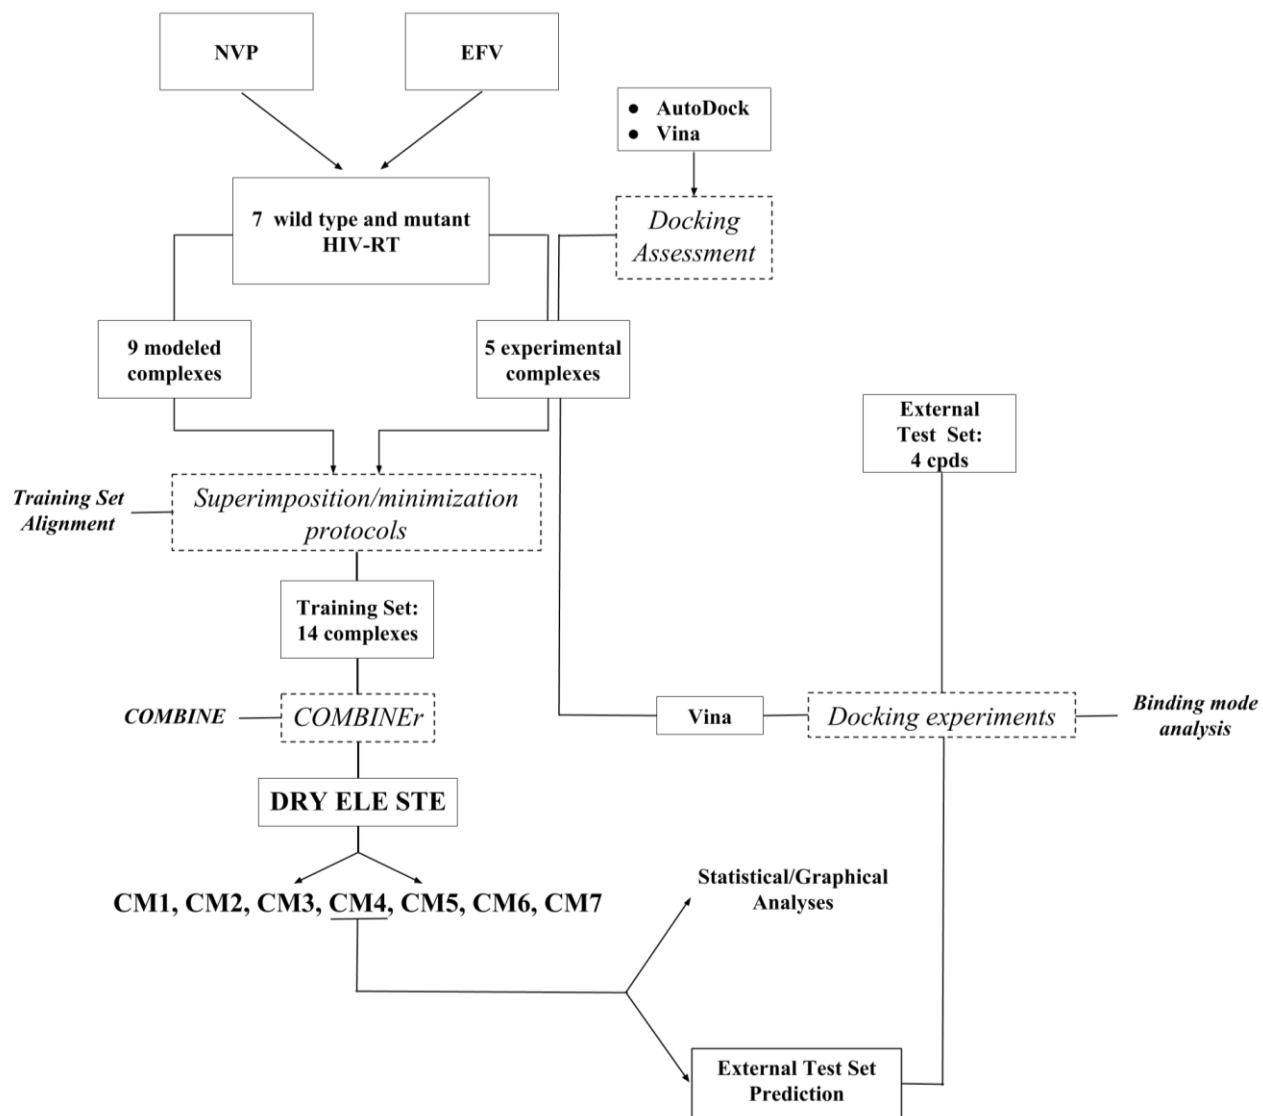 NVP
EFV
● AutoDock
● Vina
7 wild type and mutant
HIV-RT
Docking
Assessment
9 modeled
complexes
5 experimental
complexes
External
Test Set:
4 cpds
Training Set
Alignment
Superimposition/minimization
protocols
Training Set:
14 complexes
COMBINE
COMBINEr
Vina
Docking experiments
Binding mode
analysis
DRY ELE STE
CM1, CM2, CM3, CM4, CM5, CM6, CM7
Statistical/Graphical
Analyses
External Test Set
Prediction